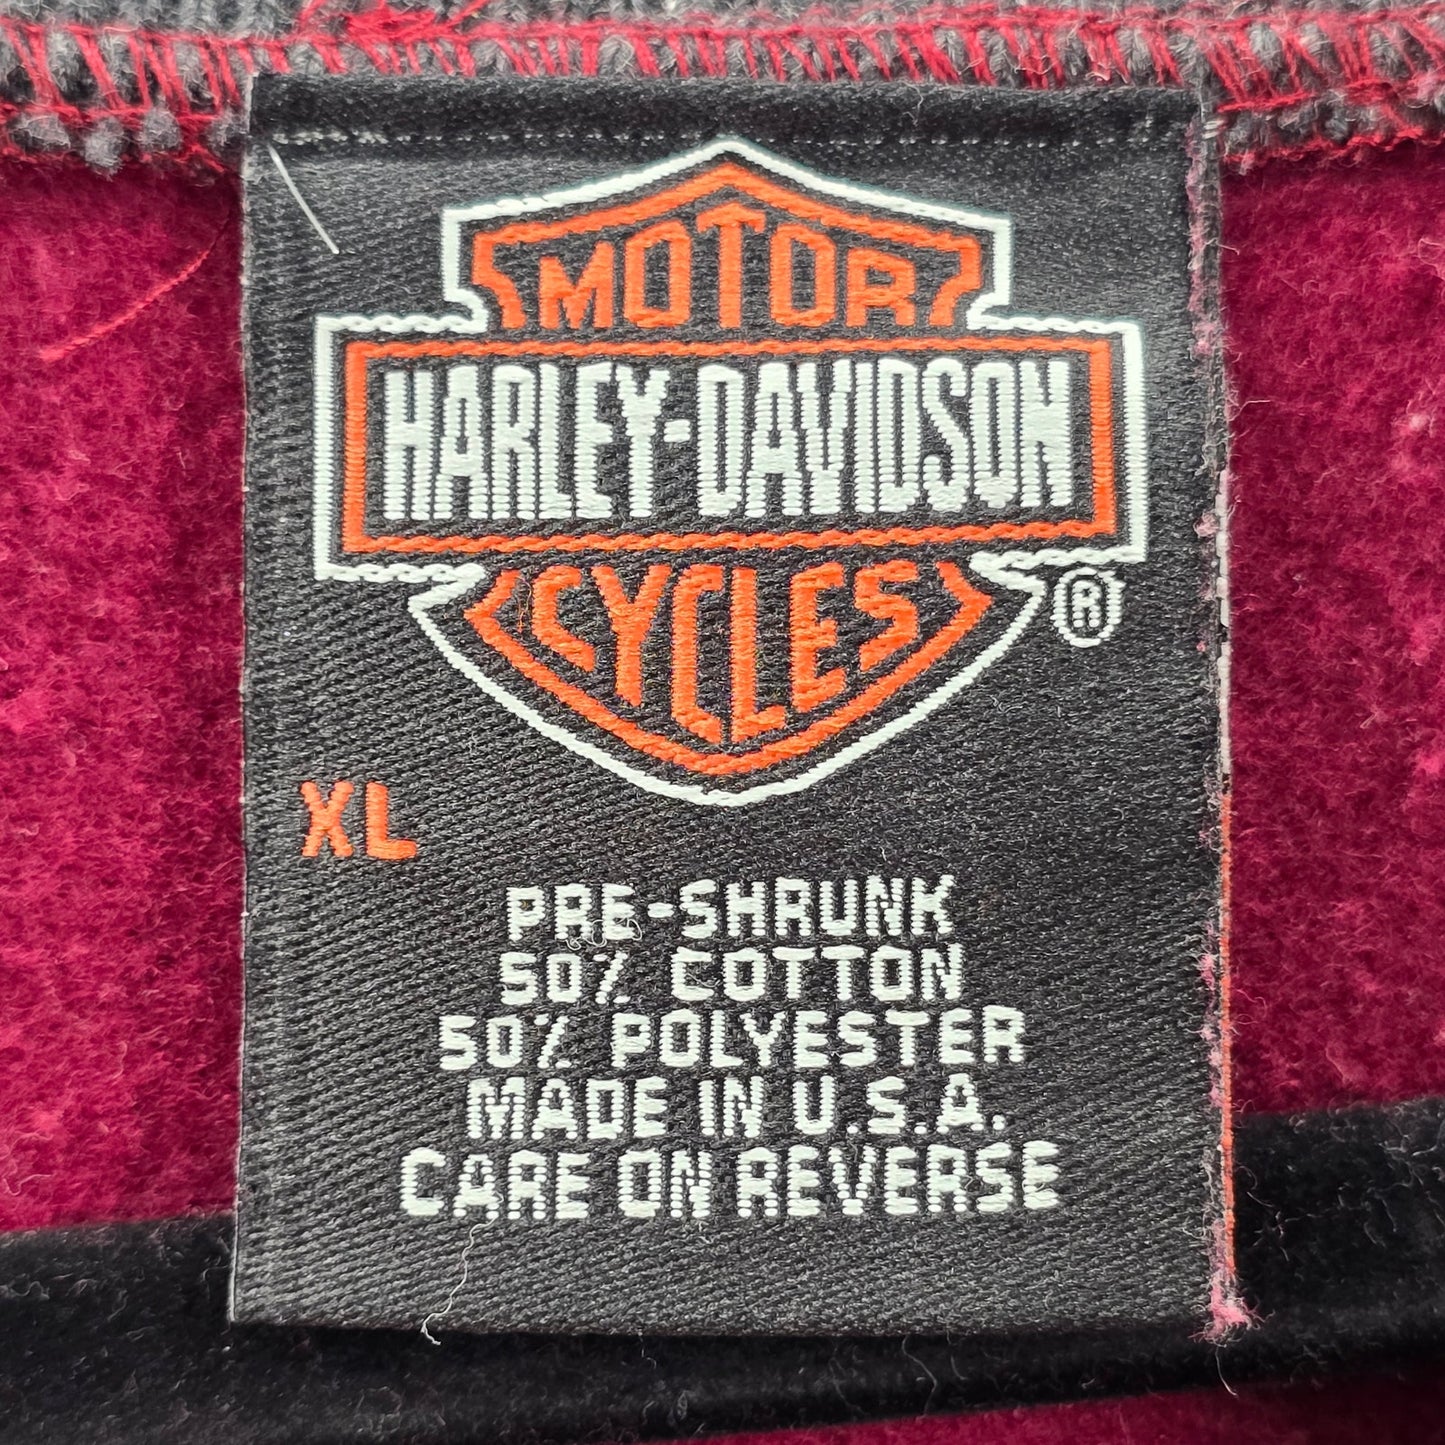 MOTOR
HARLEY-DAVIDSON
CYCLES
®
XL
PRE-SHRUNK
50% COTTON
50% POLYESTER
MADE IN U.S.A.
CARE ON REVERSE